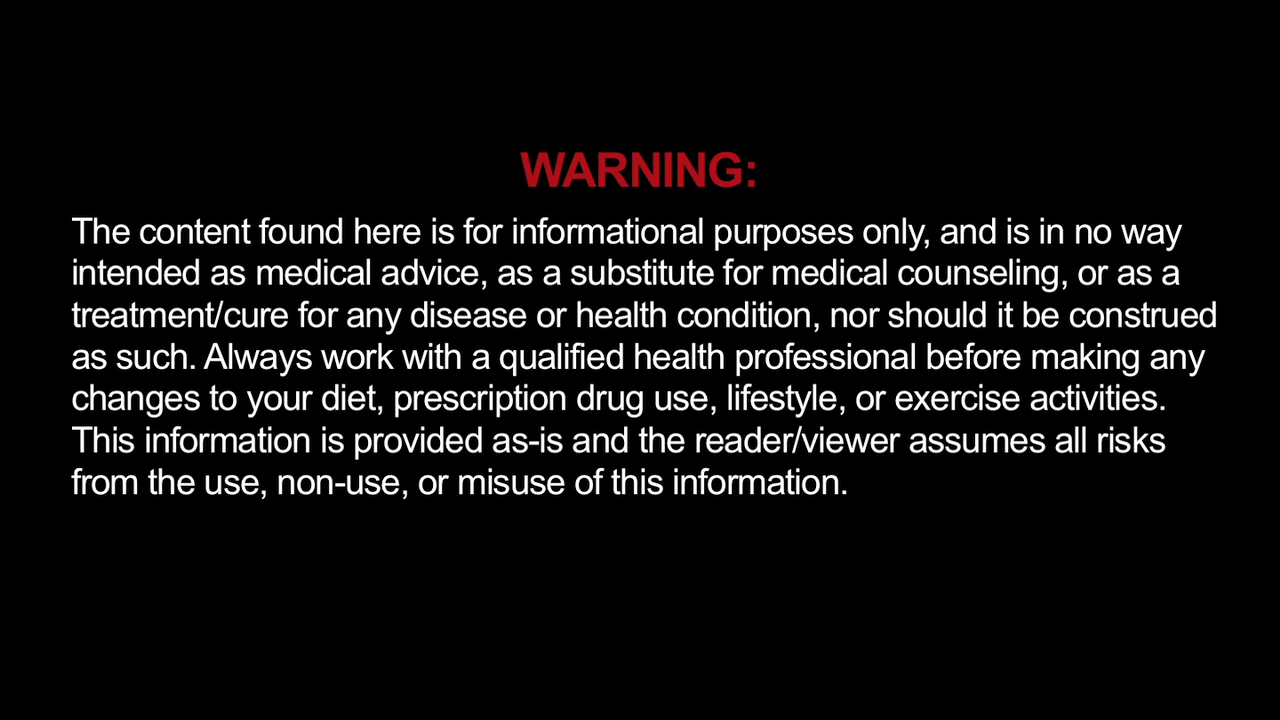 WARNING:
The content found here is for informational purposes only, and is in no way
intended as medical advice, as a substitute for medical counseling, or as a
treatment/cure for any disease or health condition, nor should it be construed
as such. Always work with a qualified health professional before making any
changes to your diet, prescription drug use, lifestyle, or exercise activities.
This information is provided as-is and the reader/viewer assumes all risks
from the use, non-use, or misuse of this information.